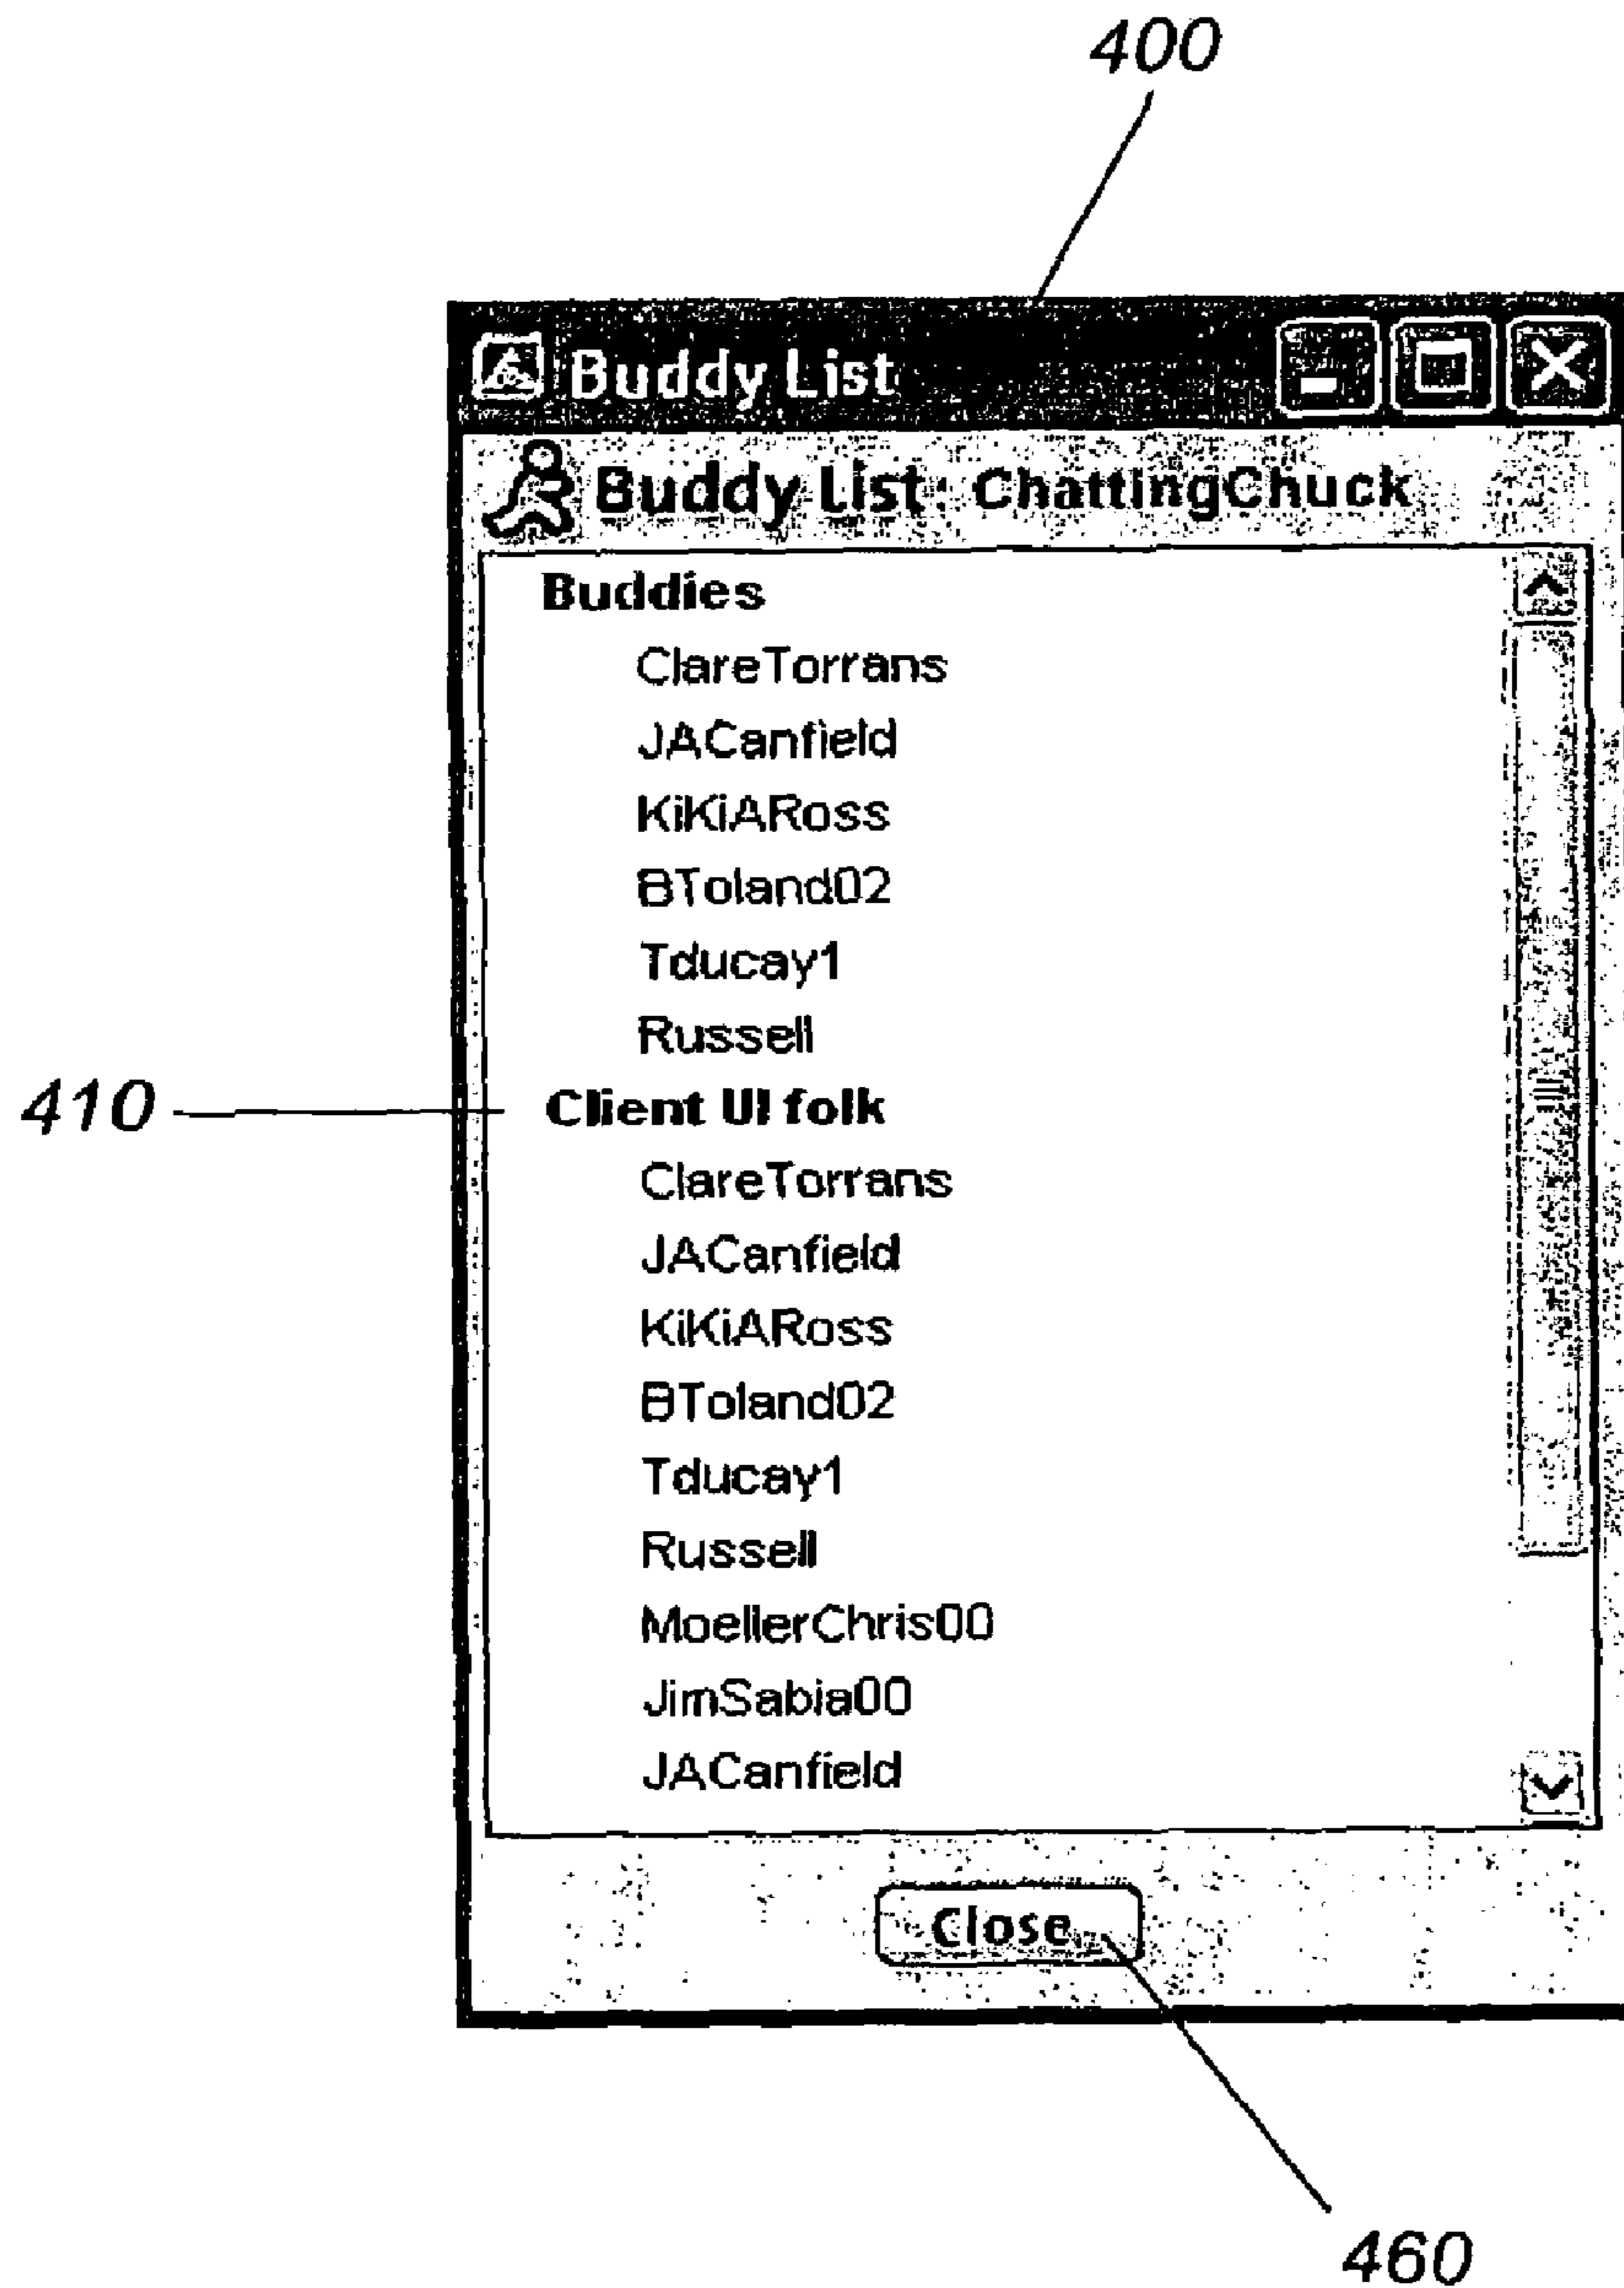 400
Buddy List
Buddy List: ChattingChuck
Buddies
ClareTorrans
JACanfield
KiKiARoss
BToland02
Tducay1
Russell
410
Client UI folk
ClareTorrans
JACanfield
KiKiARoss
BToland02
Tducay1
Russell
MoellerChris00
JimSabia00
JACanfield
Close
460